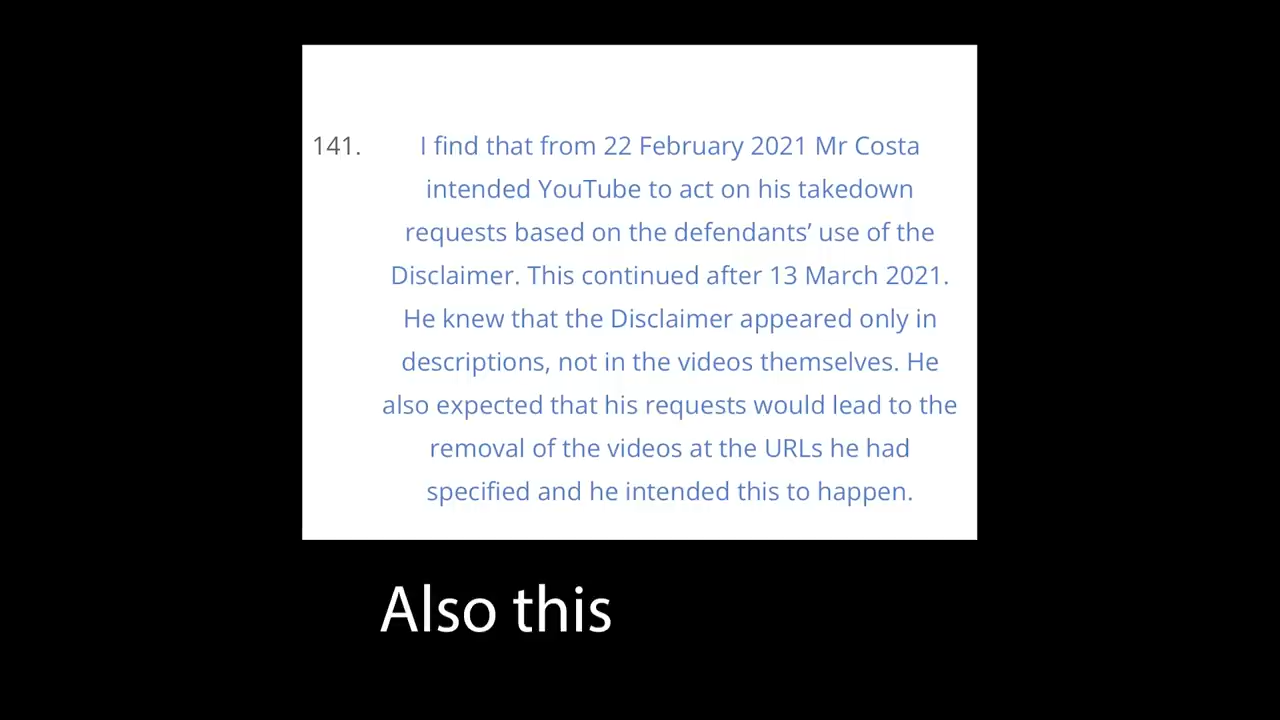 141. I find that from 22 February 2021 Mr Costa
intended YouTube to act on his takedown
requests based on the defendants’ use of the
Disclaimer. This continued after 13 March 2021.
He knew that the Disclaimer appeared only in
descriptions, not in the videos themselves. He
also expected that his requests would lead to the
removal of the videos at the URLs he had
specified and he intended this to happen.
Also this